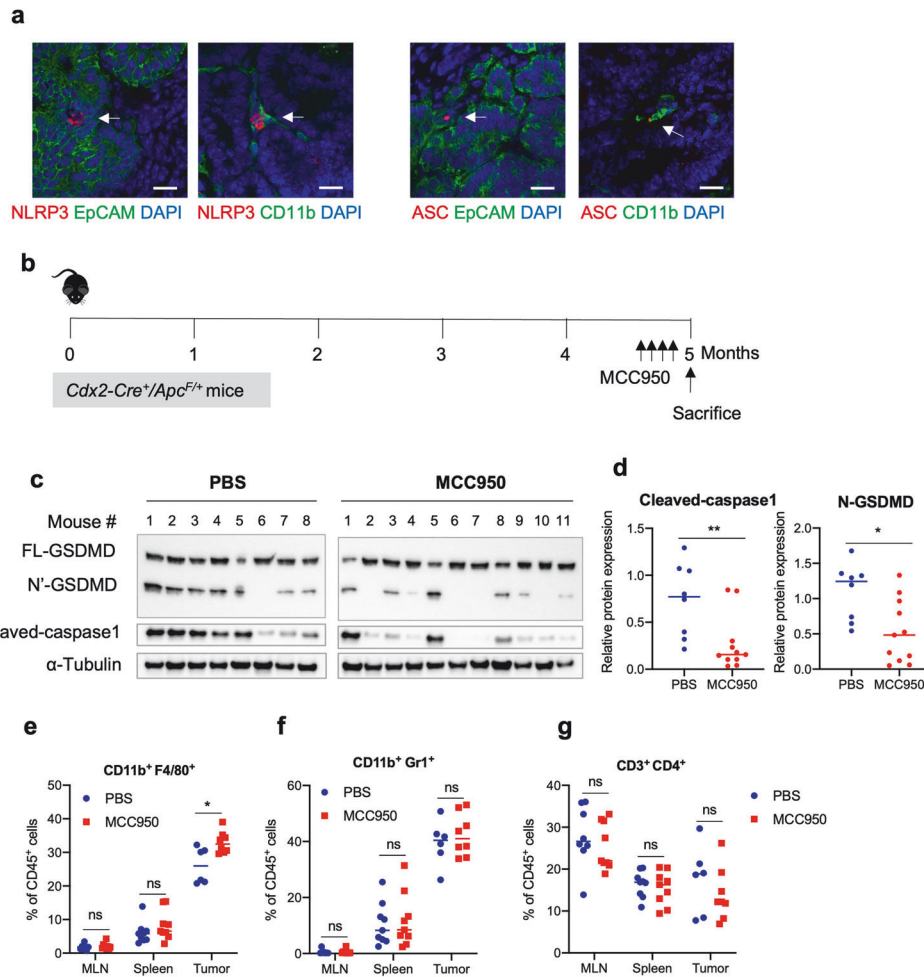 a
NLRP3 EpCAM DAPI
NLRP3 CD11b DAPI
ASC EpCAM DAPI
ASC CD11b DAPI
b
0 1 2 3 4 5 Months
Cdx2-Cre⁺/Apcᶠ/⁺ mice
MCC950
Sacrifice
c
PBS MCC950
Mouse # 1 2 3 4 5 6 7 8 1 2 3 4 5 6 7 8 9 10 11
FL-GSDMD
N'-GSDMD
aved-caspase1
α-Tubulin
d
Cleaved-caspase1
Relative protein expression
1.5
1.0
0.5
0.0
**
PBS MCC950
N-GSDMD
Relative protein expression
2.0
1.5
1.0
0.5
0.0
*
PBS MCC950
e
CD11b⁺ F4/80⁺
% of CD45⁺ cells
40
30
20
10
0
PBS
MCC950
ns ns *
MLN Spleen Tumor
f
CD11b⁺ Gr1⁺
% of CD45⁺ cells
60
40
20
0
PBS
MCC950
ns ns ns
MLN Spleen Tumor
g
CD3⁺ CD4⁺
% of CD45⁺ cells
40
30
20
10
0
ns ns ns
PBS
MCC950
MLN Spleen Tumor